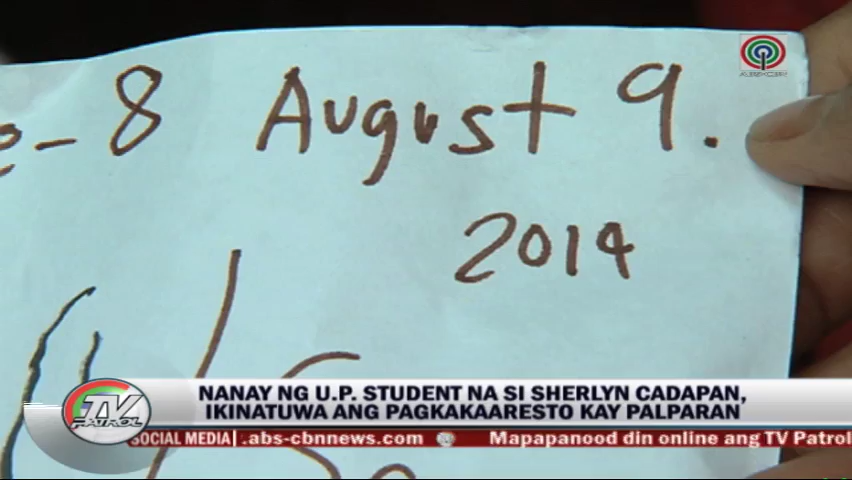 ABS-CBN
e-8 August 9.
2014
NANAY NG U.P. STUDENT NA SI SHERLYN CADAPAN,
IKINATUWA ANG PAGKAKAARESTO KAY PALPARAN
TV
PATROL
SOCIAL MEDIA | .abs-cbnnews.com Mapapanood din online ang TV Patrol